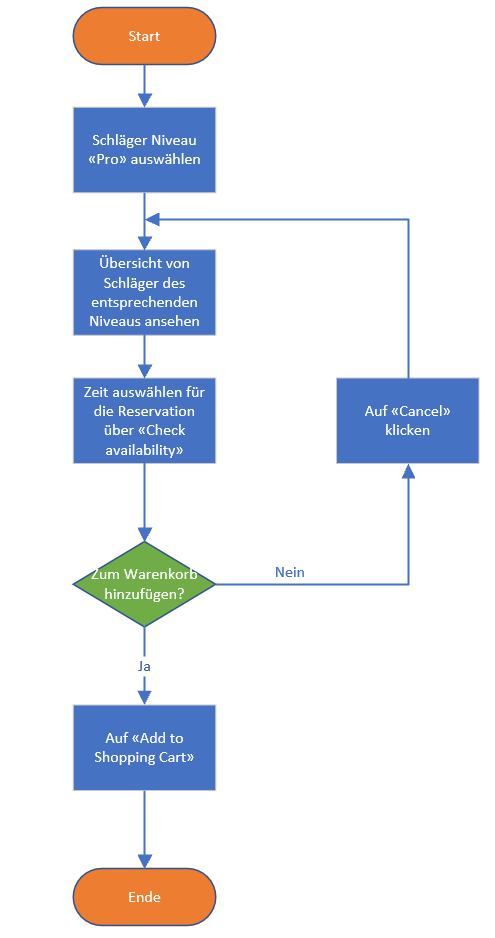 Start
Schläger Niveau
«Pro» auswählen
Übersicht von
Schläger des
entsprechenden
Niveaus ansehen
Zeit auswählen für
die Reservation
über «Check
availability»
Auf «Cancel»
klicken
Zum Warenkorb
hinzufügen?
Nein
Ja
Auf «Add to
Shopping Cart»
Ende